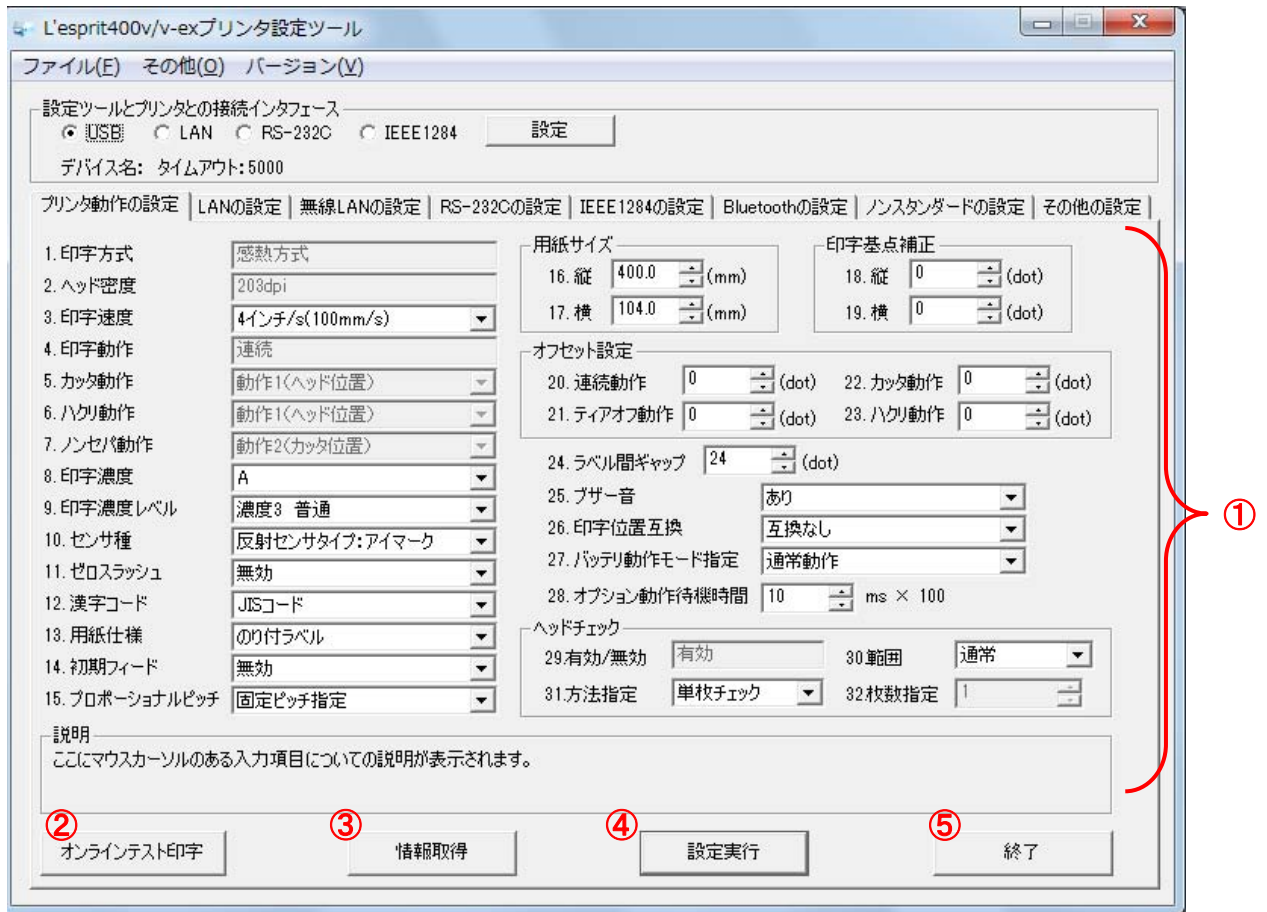 L'esprit400v/v-exプリンタ設定ツール
ファイル(F) その他(O) バージョン(V)
設定ツールとプリンタとの接続インタフェース
USB LAN RS-232C IEEE1284 設定
デバイス名: タイムアウト:5000
プリンタ動作の設定 LANの設定 無線LANの設定 RS-232Cの設定 IEEE1284の設定 Bluetoothの設定 ノンスタンダードの設定 その他の設定
1.印字方式 感熱方式
2.ヘッド密度 203dpi
3.印字速度 4インチ/s(100mm/s)
4.印字動作 連続
5.カッタ動作 動作1(ヘッド位置)
6.ハクリ動作 動作1(ヘッド位置)
7.ノンセパ動作 動作2(カッタ位置)
8.印字濃度 A
9.印字濃度レベル 濃度3 普通
10.センサ種 反射センサタイプ:アイマーク
11.ゼロスラッシュ 無効
12.漢字コード JISコード
13.用紙仕様 のり付ラベル
14.初期フィード 無効
15.プロポーショナルピッチ 固定ピッチ指定
用紙サイズ
16.縦 400.0 (mm)
17.横 104.0 (mm)
印字基点補正
18.縦 0 (dot)
19.横 0 (dot)
オフセット設定
20.連続動作 0 (dot) 22.カッタ動作 0 (dot)
21.ティアオフ動作 0 (dot) 23.ハクリ動作 0 (dot)
24.ラベル間ギャップ 24 (dot)
25.ブザー音 あり
26.印字位置互換 互換なし
27.バッテリ動作モード指定 通常動作
28.オプション動作待機時間 10 ms × 100
ヘッドチェック
29.有効/無効 有効 30.範囲 通常
31.方法指定 単枚チェック 32.枚数指定 1
①
説明
ここにマウスカーソルのある入力項目についての説明が表示されます。
② ③ ④ ⑤
オンラインテスト印字 情報取得 設定実行 終了